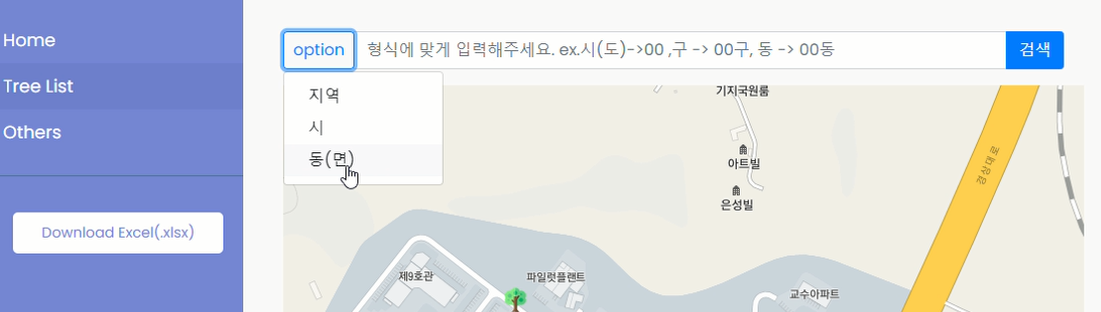 Home
Tree List
Others
Download Excel(.xlsx)
option
형식에 맞게 입력해주세요. ex.시(도)->00 ,구 -> 00구, 동 -> 00동
검색
지역
시
동(면)
기지국원룸
아트빌
은성빌
경상대로
제9호관
파일럿플랜트
교수아파트